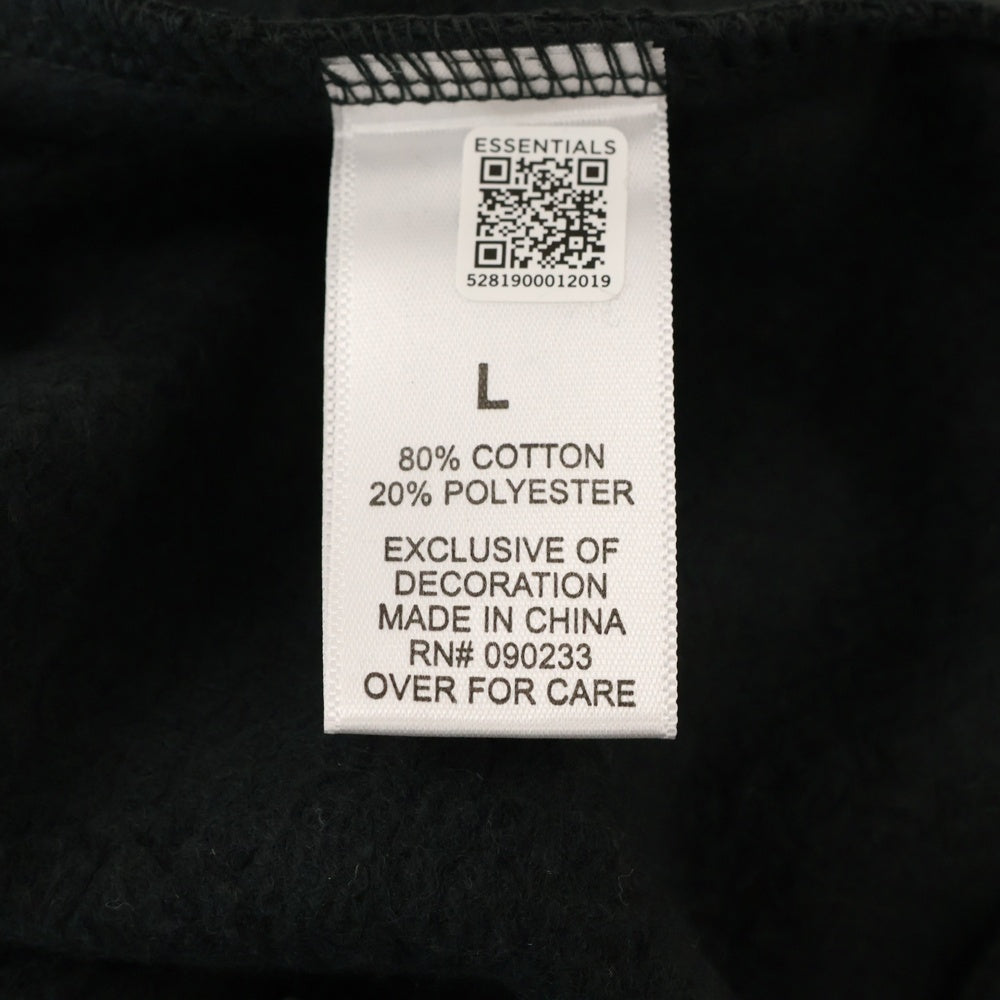 ESSENTIALS
5281900012019
L
80% COTTON
20% POLYESTER
EXCLUSIVE OF
DECORATION
MADE IN CHINA
RN# 090233
OVER FOR CARE